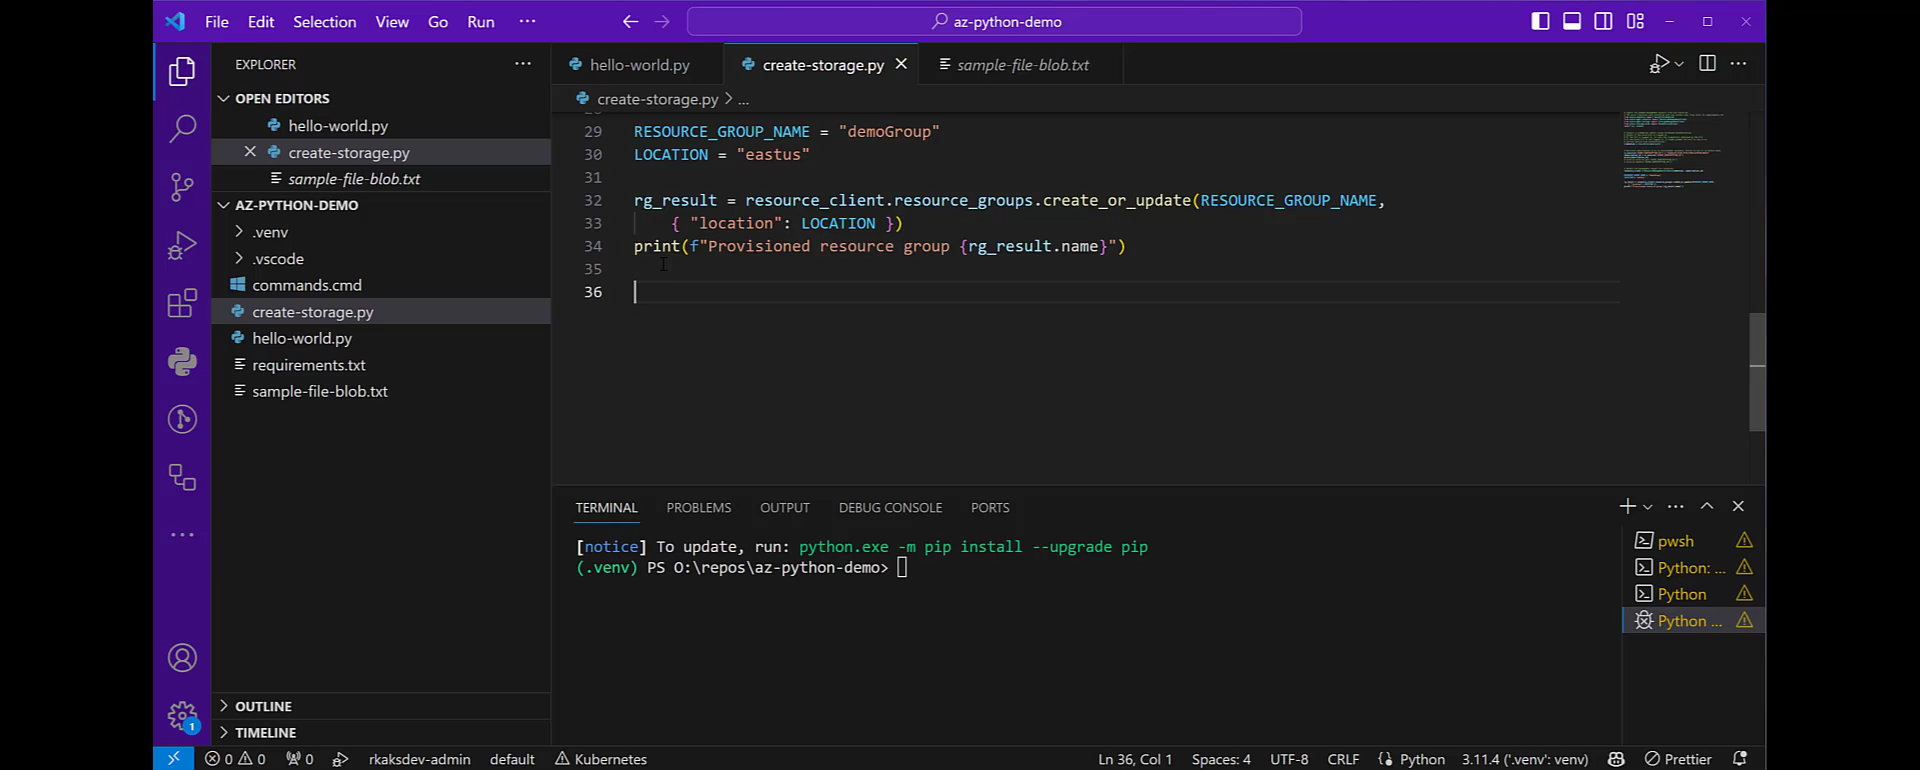 File Edit Selection View Go Run ···
az-python-demo
EXPLORER
OPEN EDITORS
hello-world.py
create-storage.py
sample-file-blob.txt
AZ-PYTHON-DEMO
.venv
.vscode
commands.cmd
create-storage.py
hello-world.py
requirements.txt
sample-file-blob.txt
OUTLINE
TIMELINE
hello-world.py create-storage.py sample-file-blob.txt
create-storage.py > ...
29 RESOURCE_GROUP_NAME = "demoGroup"
30 LOCATION = "eastus"
31
32 rg_result = resource_client.resource_groups.create_or_update(RESOURCE_GROUP_NAME,
33 { "location": LOCATION })
34 print(f"Provisioned resource group {rg_result.name}")
35
36
TERMINAL PROBLEMS OUTPUT DEBUG CONSOLE PORTS
[notice] To update, run: python.exe -m pip install --upgrade pip
(.venv) PS O:\repos\az-python-demo>
pwsh
Python: ...
Python
Python ...
1
0 0 0 rkaksdev-admin default Kubernetes Ln 36, Col 1 Spaces: 4 UTF-8 CRLF Python 3.11.4 ('.venv': venv) Prettier